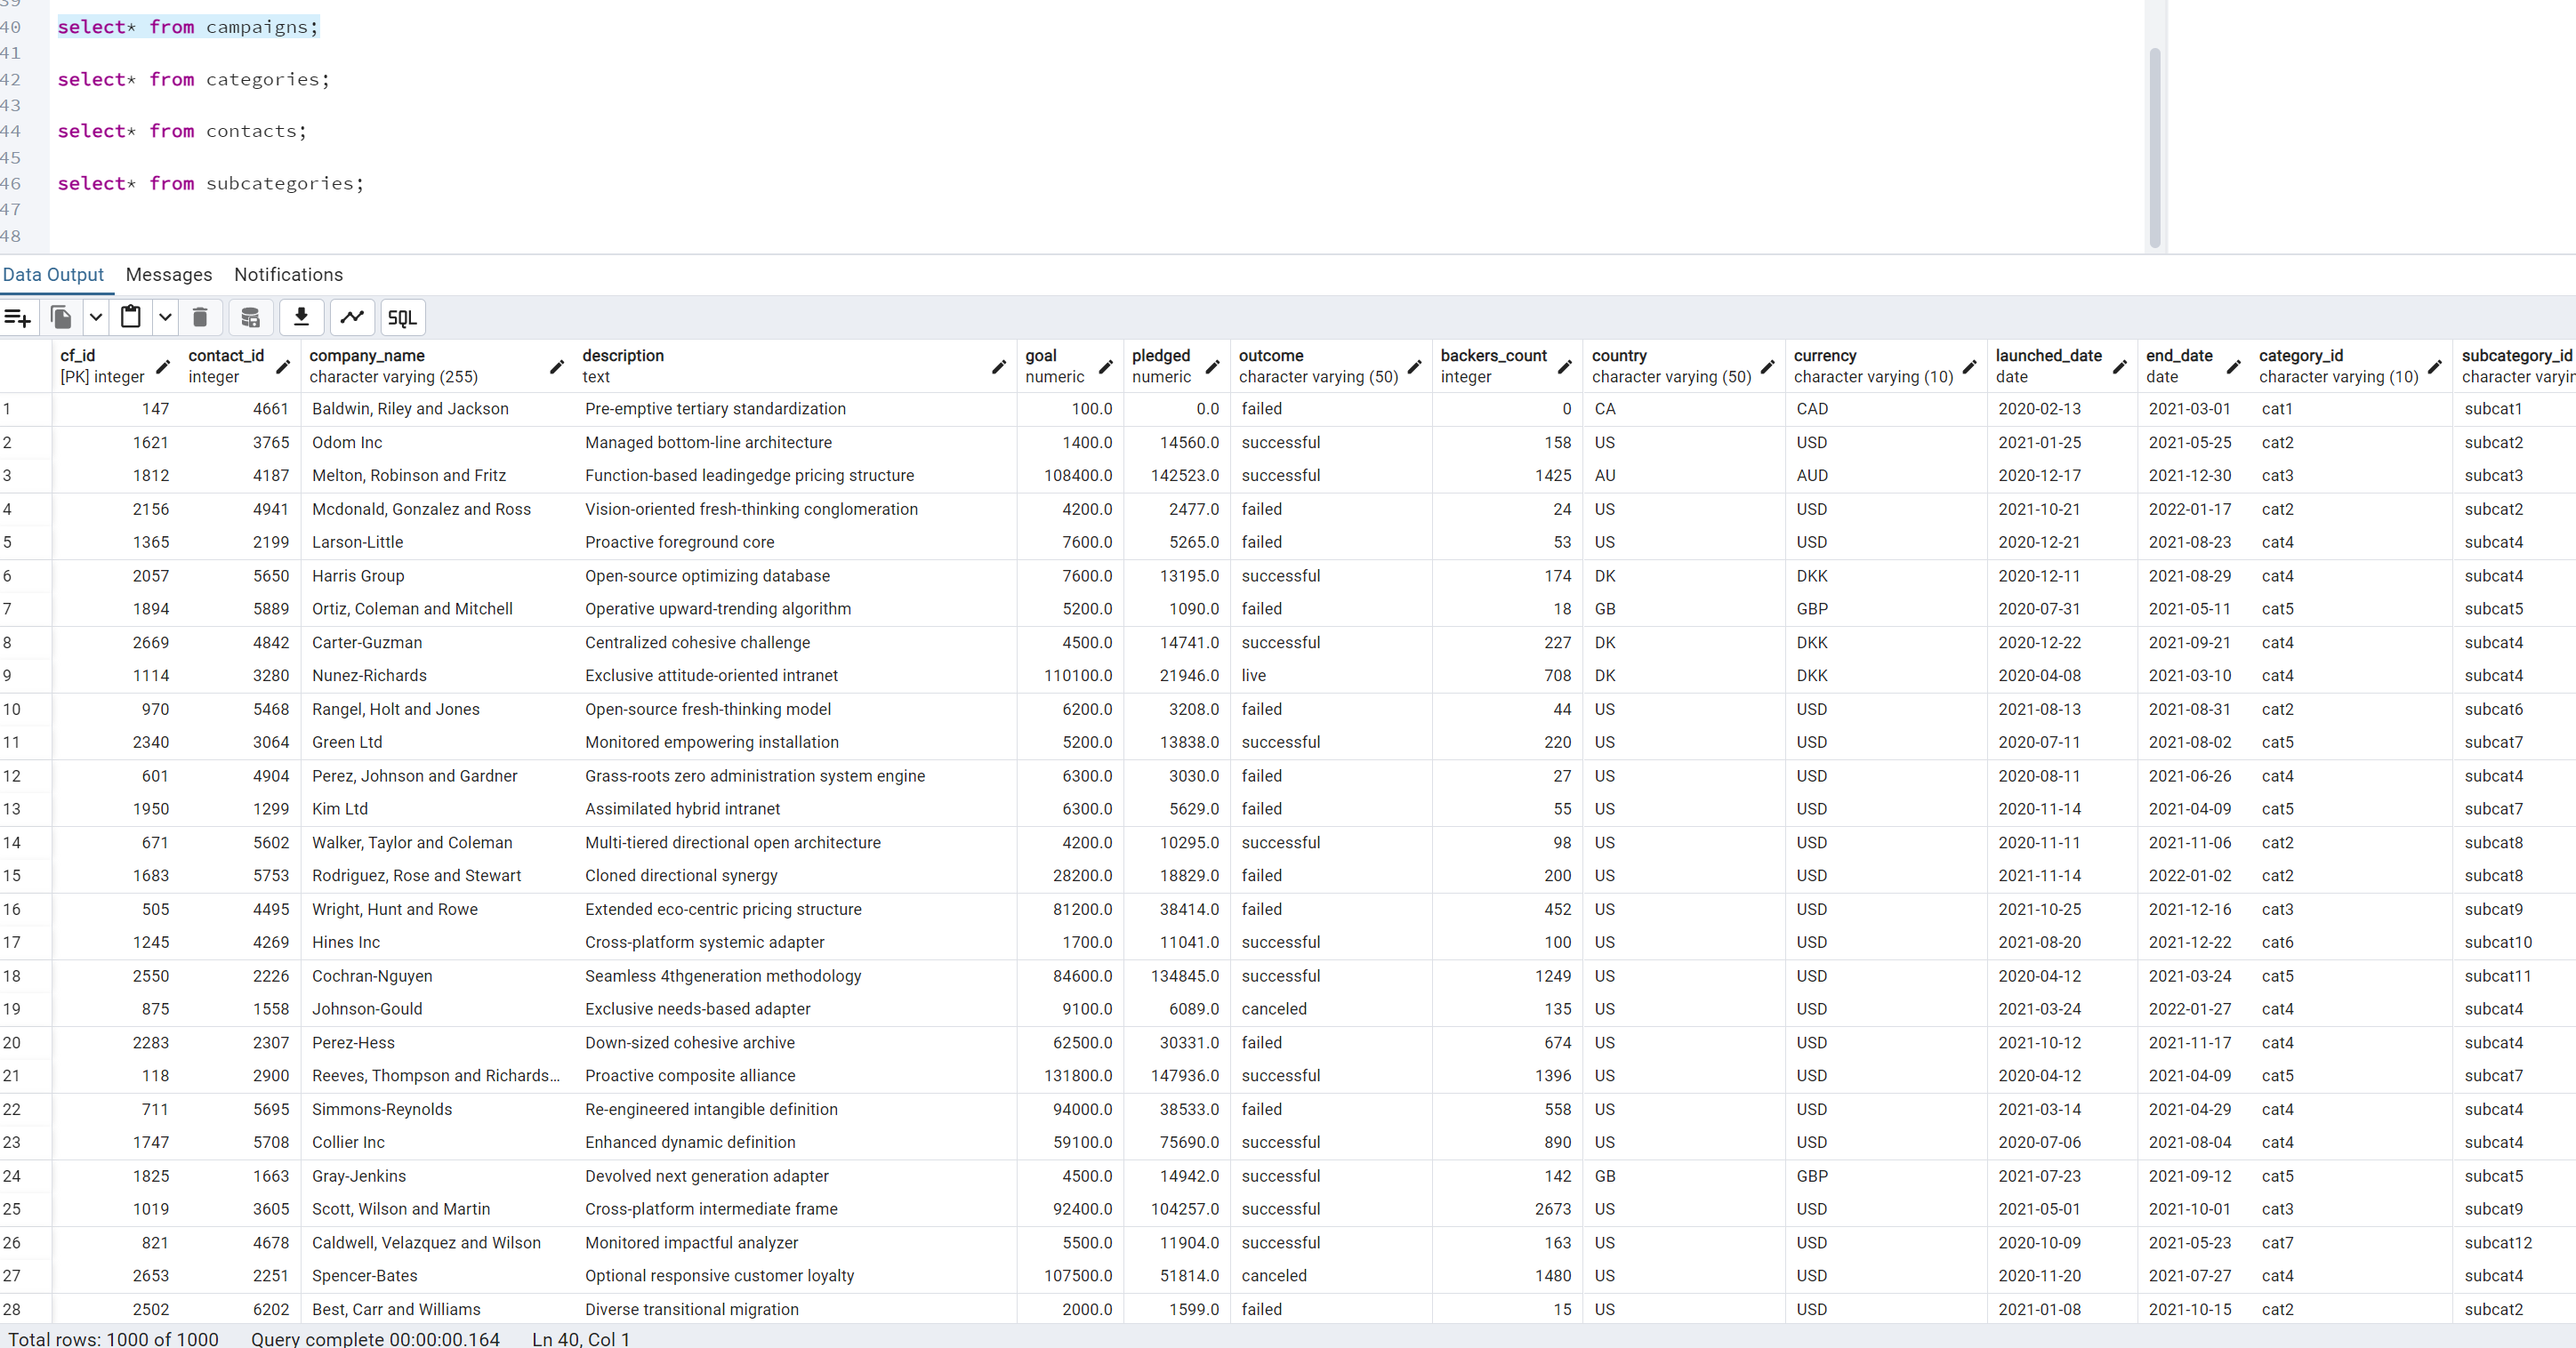 39
40 select* from campaigns;
41
42 select* from categories;
43
44 select* from contacts;
45
46 select* from subcategories;
47
48
Data Output Messages Notifications
SQL
cf_id contact_id company_name description goal pledged outcome backers_count country currency launched_date end_date category_id subcategory_id
[PK] integer integer character varying (255) text numeric numeric character varying (50) integer character varying (50) character varying (10) date date character varying (10) character varyin
1 147 4661 Baldwin, Riley and Jackson Pre-emptive tertiary standardization 100.0 0.0 failed 0 CA CAD 2020-02-13 2021-03-01 cat1 subcat1
2 1621 3765 Odom Inc Managed bottom-line architecture 1400.0 14560.0 successful 158 US USD 2021-01-25 2021-05-25 cat2 subcat2
3 1812 4187 Melton, Robinson and Fritz Function-based leadingedge pricing structure 108400.0 142523.0 successful 1425 AU AUD 2020-12-17 2021-12-30 cat3 subcat3
4 2156 4941 Mcdonald, Gonzalez and Ross Vision-oriented fresh-thinking conglomeration 4200.0 2477.0 failed 24 US USD 2021-10-21 2022-01-17 cat2 subcat2
5 1365 2199 Larson-Little Proactive foreground core 7600.0 5265.0 failed 53 US USD 2020-12-21 2021-08-23 cat4 subcat4
6 2057 5650 Harris Group Open-source optimizing database 7600.0 13195.0 successful 174 DK DKK 2020-12-11 2021-08-29 cat4 subcat4
7 1894 5889 Ortiz, Coleman and Mitchell Operative upward-trending algorithm 5200.0 1090.0 failed 18 GB GBP 2020-07-31 2021-05-11 cat5 subcat5
8 2669 4842 Carter-Guzman Centralized cohesive challenge 4500.0 14741.0 successful 227 DK DKK 2020-12-22 2021-09-21 cat4 subcat4
9 1114 3280 Nunez-Richards Exclusive attitude-oriented intranet 110100.0 21946.0 live 708 DK DKK 2020-04-08 2021-03-10 cat4 subcat4
10 970 5468 Rangel, Holt and Jones Open-source fresh-thinking model 6200.0 3208.0 failed 44 US USD 2021-08-13 2021-08-31 cat2 subcat6
11 2340 3064 Green Ltd Monitored empowering installation 5200.0 13838.0 successful 220 US USD 2020-07-11 2021-08-02 cat5 subcat7
12 601 4904 Perez, Johnson and Gardner Grass-roots zero administration system engine 6300.0 3030.0 failed 27 US USD 2020-08-11 2021-06-26 cat4 subcat4
13 1950 1299 Kim Ltd Assimilated hybrid intranet 6300.0 5629.0 failed 55 US USD 2020-11-14 2021-04-09 cat5 subcat7
14 671 5602 Walker, Taylor and Coleman Multi-tiered directional open architecture 4200.0 10295.0 successful 98 US USD 2020-11-11 2021-11-06 cat2 subcat8
15 1683 5753 Rodriguez, Rose and Stewart Cloned directional synergy 28200.0 18829.0 failed 200 US USD 2021-11-14 2022-01-02 cat2 subcat8
16 505 4495 Wright, Hunt and Rowe Extended eco-centric pricing structure 81200.0 38414.0 failed 452 US USD 2021-10-25 2021-12-16 cat3 subcat9
17 1245 4269 Hines Inc Cross-platform systemic adapter 1700.0 11041.0 successful 100 US USD 2021-08-20 2021-12-22 cat6 subcat10
18 2550 2226 Cochran-Nguyen Seamless 4thgeneration methodology 84600.0 134845.0 successful 1249 US USD 2020-04-12 2021-03-24 cat5 subcat11
19 875 1558 Johnson-Gould Exclusive needs-based adapter 9100.0 6089.0 canceled 135 US USD 2021-03-24 2022-01-27 cat4 subcat4
20 2283 2307 Perez-Hess Down-sized cohesive archive 62500.0 30331.0 failed 674 US USD 2021-10-12 2021-11-17 cat4 subcat4
21 118 2900 Reeves, Thompson and Richards... Proactive composite alliance 131800.0 147936.0 successful 1396 US USD 2020-04-12 2021-04-09 cat5 subcat7
22 711 5695 Simmons-Reynolds Re-engineered intangible definition 94000.0 38533.0 failed 558 US USD 2021-03-14 2021-04-29 cat4 subcat4
23 1747 5708 Collier Inc Enhanced dynamic definition 59100.0 75690.0 successful 890 US USD 2020-07-06 2021-08-04 cat4 subcat4
24 1825 1663 Gray-Jenkins Devolved next generation adapter 4500.0 14942.0 successful 142 GB GBP 2021-07-23 2021-09-12 cat5 subcat5
25 1019 3605 Scott, Wilson and Martin Cross-platform intermediate frame 92400.0 104257.0 successful 2673 US USD 2021-05-01 2021-10-01 cat3 subcat9
26 821 4678 Caldwell, Velazquez and Wilson Monitored impactful analyzer 5500.0 11904.0 successful 163 US USD 2020-10-09 2021-05-23 cat7 subcat12
27 2653 2251 Spencer-Bates Optional responsive customer loyalty 107500.0 51814.0 canceled 1480 US USD 2020-11-20 2021-07-27 cat4 subcat4
28 2502 6202 Best, Carr and Williams Diverse transitional migration 2000.0 1599.0 failed 15 US USD 2021-01-08 2021-10-15 cat2 subcat2
Total rows: 1000 of 1000 Query complete 00:00:00.164 Ln 40, Col 1